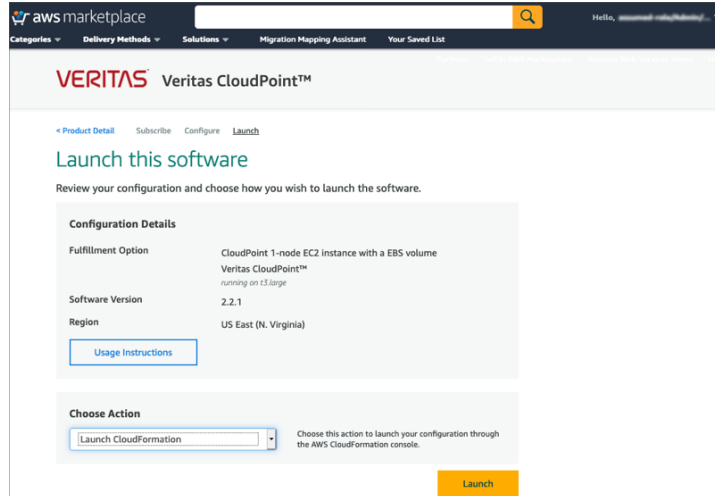 aws marketplace
Hello,
Categories Delivery Methods Solutions Migration Mapping Assistant Your Saved List
VERITAS Veritas CloudPoint™
< Product Detail Subscribe Configure Launch
Launch this software
Review your configuration and choose how you wish to launch the software.
Configuration Details
Fulfillment Option
CloudPoint 1-node EC2 instance with a EBS volume
Veritas CloudPoint™
running on t3.large
Software Version 2.2.1
Region US East (N. Virginia)
Usage Instructions
Choose Action
Launch CloudFormation
Choose this action to launch your configuration through
the AWS CloudFormation console.
Launch